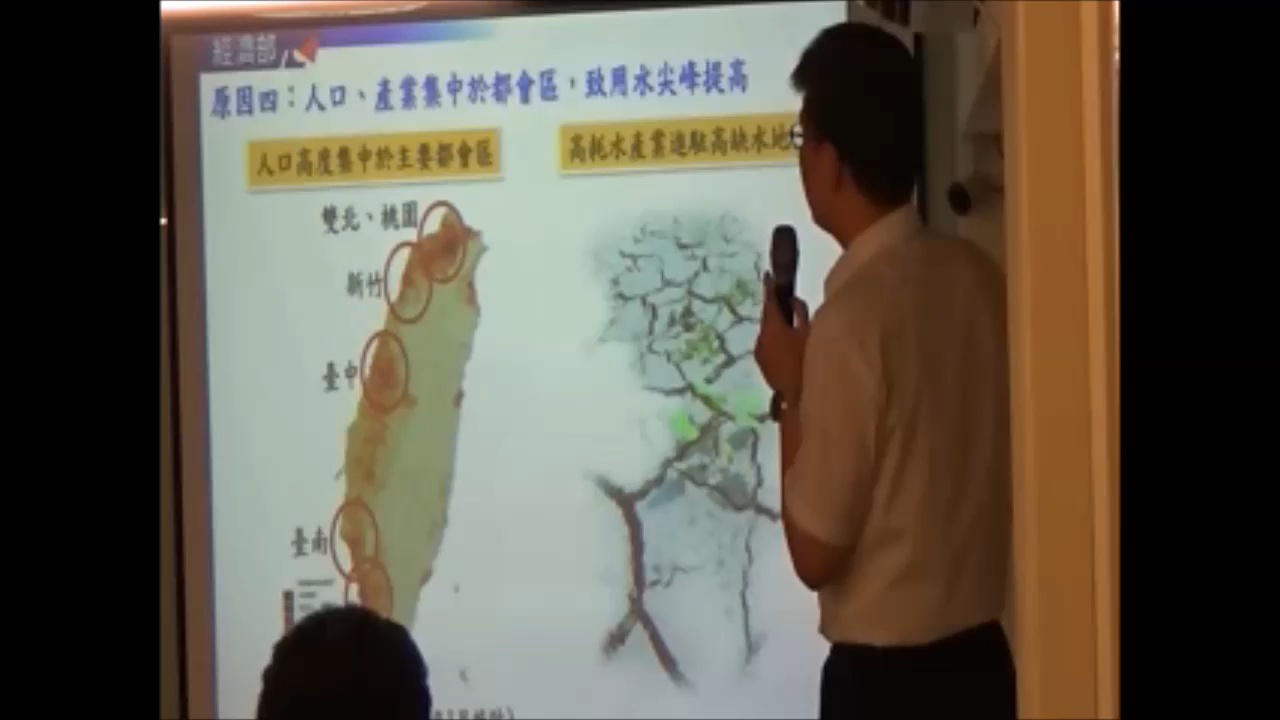 經濟部
原因四：人口、產業集中於都會區，致用水尖峰提高
人口高度集中於主要都會區
高耗水產業進駐高缺水地
雙北、桃園
新竹
臺中
臺南